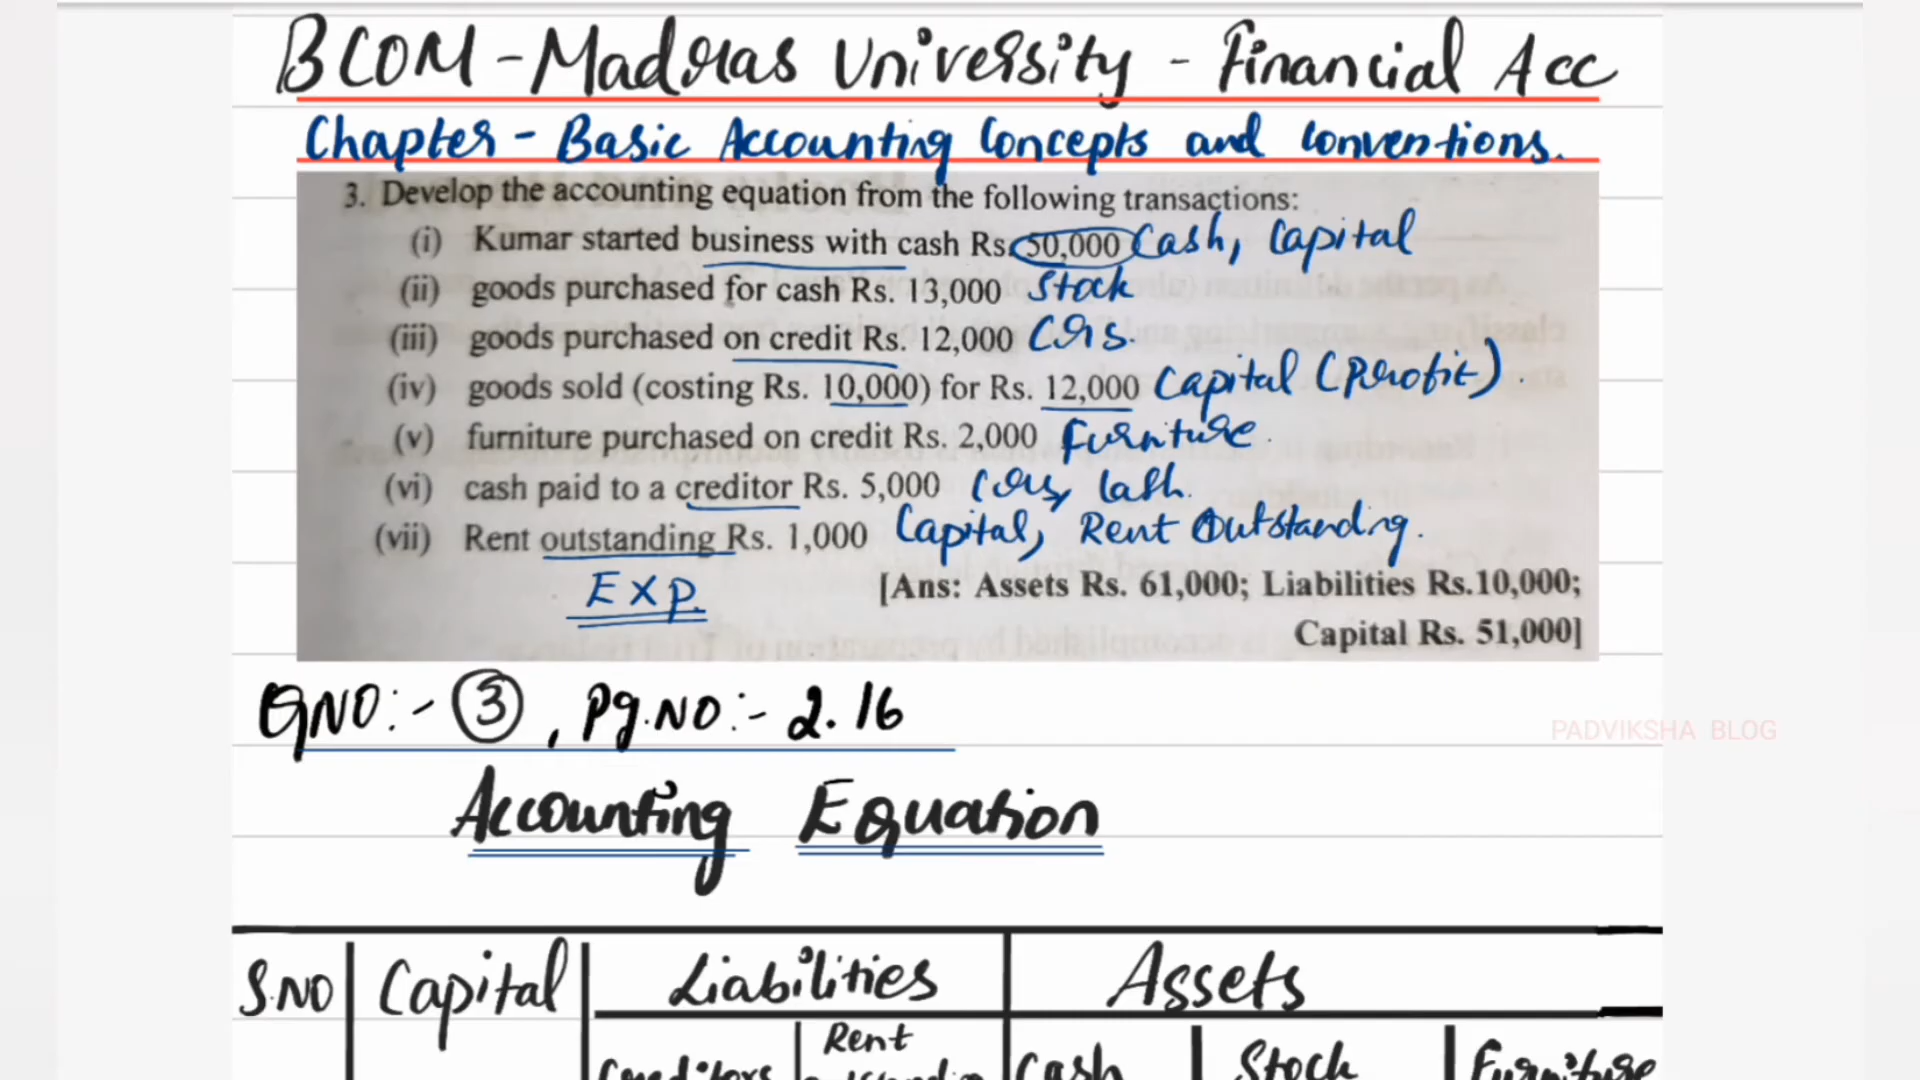 BCOM - Madras University - Financial Acc
Chapter - Basic Accounting Concepts and Conventions.
3. Develop the accounting equation from the following transactions:
(i) Kumar started business with cash Rs. 50,000 Cash, Capital
(ii) goods purchased for cash Rs. 13,000 Stock
(iii) goods purchased on credit Rs. 12,000 Crs.
(iv) goods sold (costing Rs. 10,000) for Rs. 12,000 Capital (Profit).
(v) furniture purchased on credit Rs. 2,000 Furniture.
(vi) cash paid to a creditor Rs. 5,000 Crs, Cash.
(vii) Rent outstanding Rs. 1,000 Capital, Rent Outstanding.
EXP.
[Ans: Assets Rs. 61,000; Liabilities Rs.10,000;
Capital Rs. 51,000]
QNO:- 3, Pg.NO:- 2.16
PADVIKSHA BLOG
Accounting Equation
S.NO Capital Liabilities Assets
Rent
Creditors Cash Stock Furniture